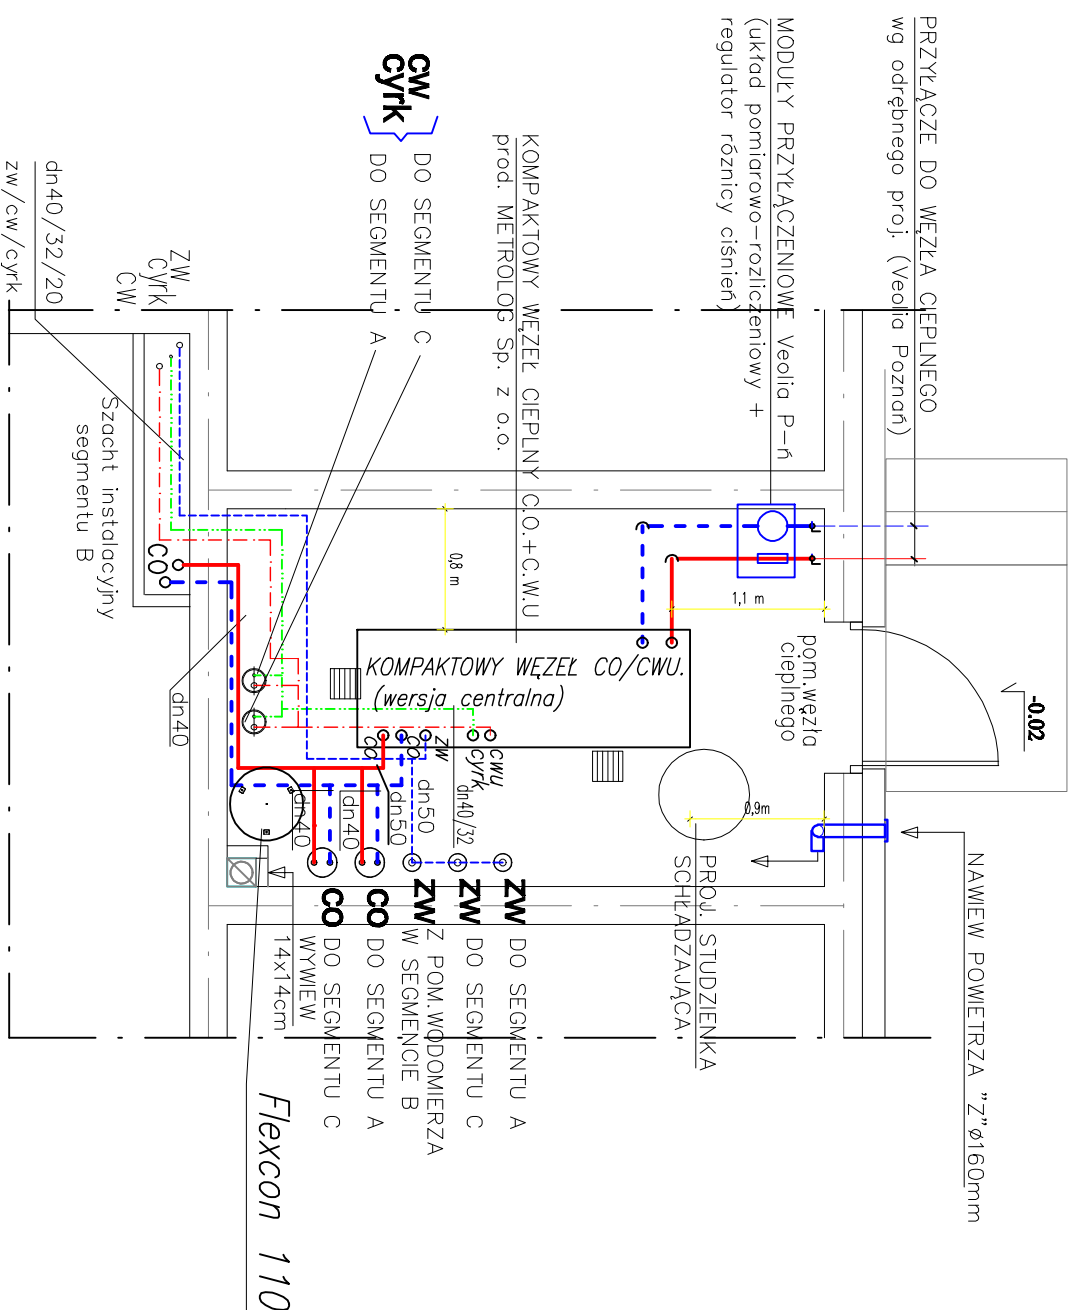 PRZYŁĄCZE DO WĘZŁA CIEPLNEGO
wg odrębnego proj. (Veolia Poznań)
MODUŁY PRZYŁĄCZENIOWE Veolia P-ń
(układ pomiarowo-rozliczeniowy +
regulator różnicy ciśnień)
KOMPAKTOWY WĘZEŁ CIEPLNY C.O.+C.W.U
prod. METROLOG Sp. z o.o.
cw
cyrk
DO SEGMENTU C
DO SEGMENTU A
dn40/32/20
zw/cw/cyrk
ZW
cyrk
CW
Szacht instalacyjny
segmentu B
CO
0,8 m
1,1 m
pom.węzła
cieplnego
-0.02
KOMPAKTOWY WĘZEŁ CO/CWU.
(wersja centralna)
co
co
zw
cyrk
cwu
dn40
dn40
dn40
dn50
dn50
dn40/32
0,9m
NAWIEW POWIETRZA "Z" ø160mm
PROJ. STUDZIENKA
SCHŁADZAJĄCA
ZW DO SEGMENTU A
ZW DO SEGMENTU C
ZW Z POM.WODOMIERZA
W SEGMENCIE B
CO DO SEGMENTU A
CO DO SEGMENTU C
WYWIEW
14x14cm
Flexcon 110